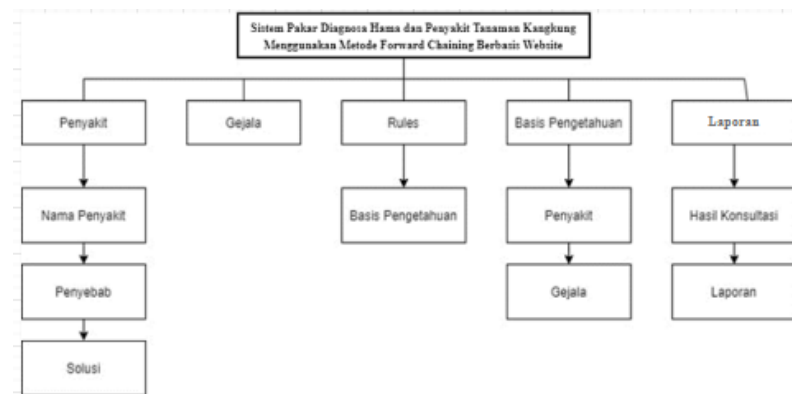 Sistem Pakar Diagnosa Hama dan Penyakit Tanaman Kangkung
Menggunakan Metode Forward Chaining Berbasis Website
Penyakit
Gejala
Rules
Basis Pengetahuan
Laporan
Nama Penyakit
Basis Pengetahuan
Penyakit
Hasil Konsultasi
Penyebab
Gejala
Laporan
Solusi